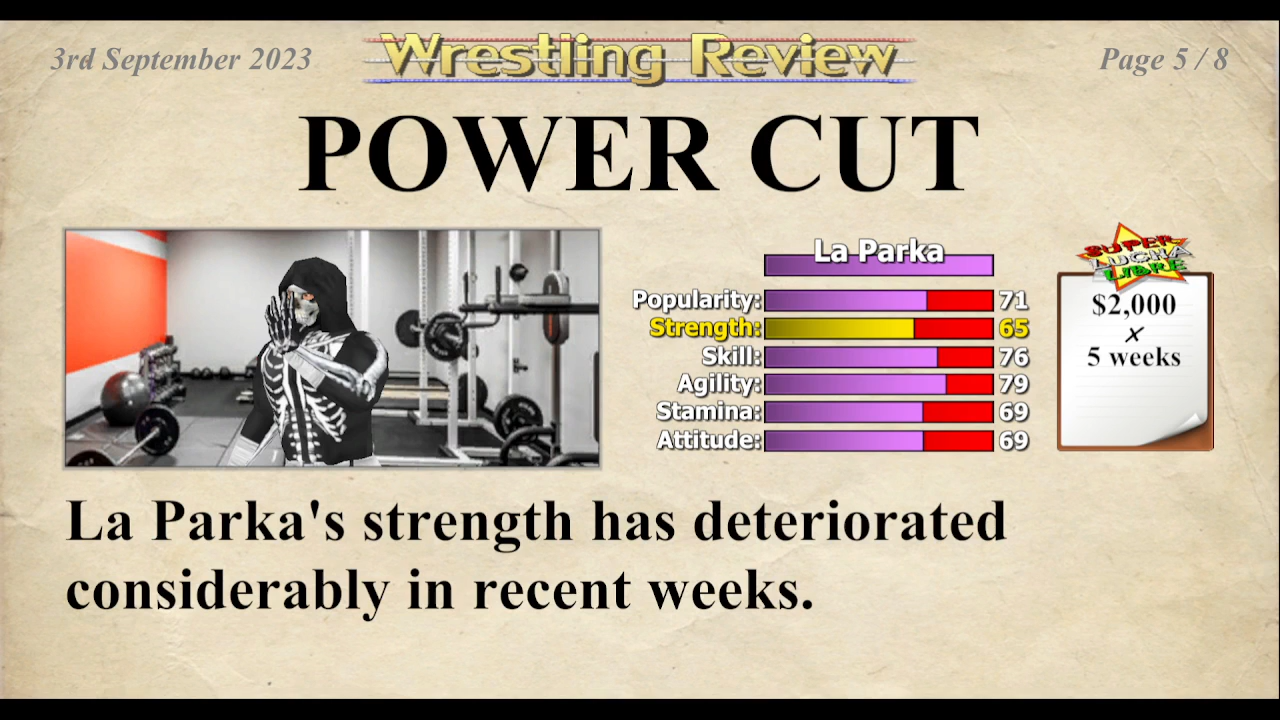 3rd September 2023
Wrestling Review
Page 5 / 8
POWER CUT
La Parka
Popularity: 71
Strength: 65
Skill: 76
Agility: 79
Stamina: 69
Attitude: 69
SUPER
LUCHA
LIBRE
$2,000
x
5 weeks
La Parka's strength has deteriorated
considerably in recent weeks.